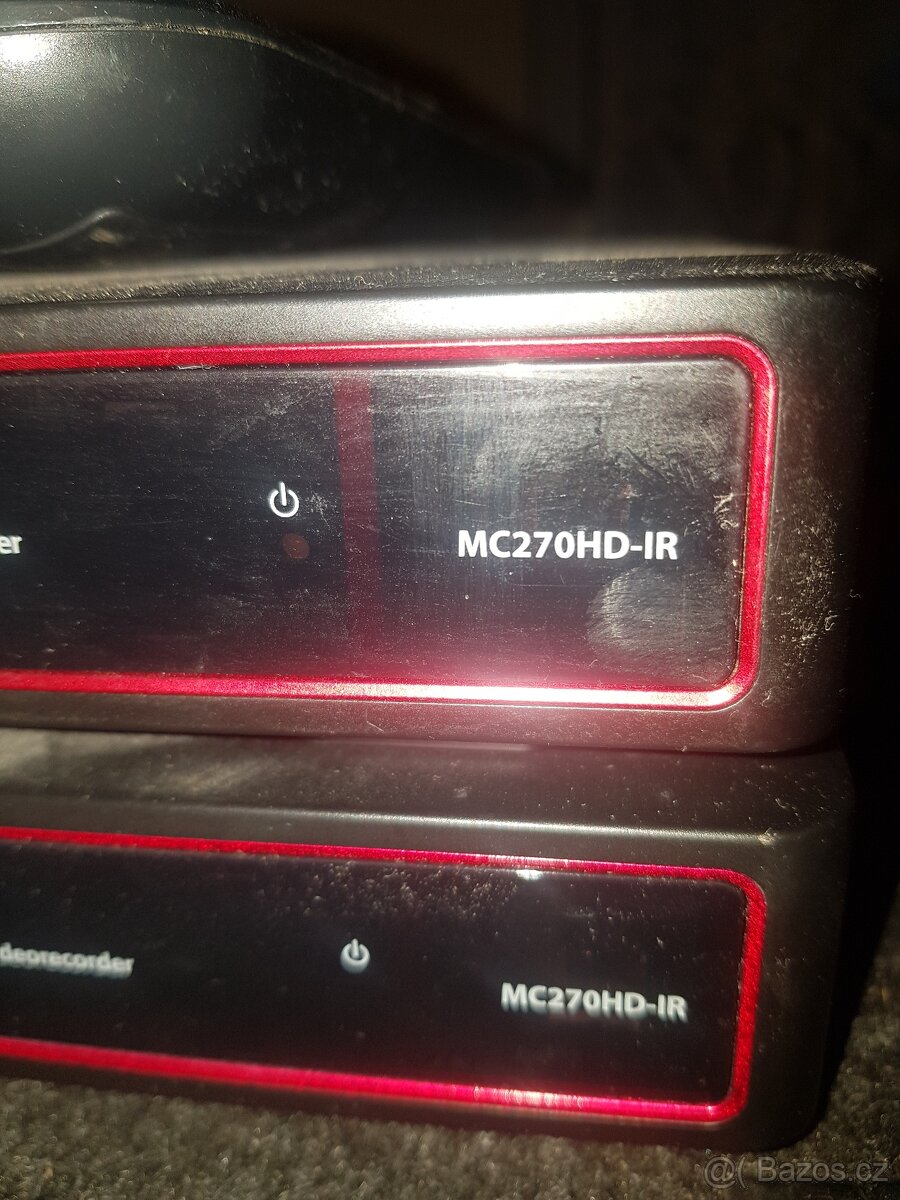 er
MC270HD-IR
deorecorder
MC270HD-IR
@( Bazos.cz